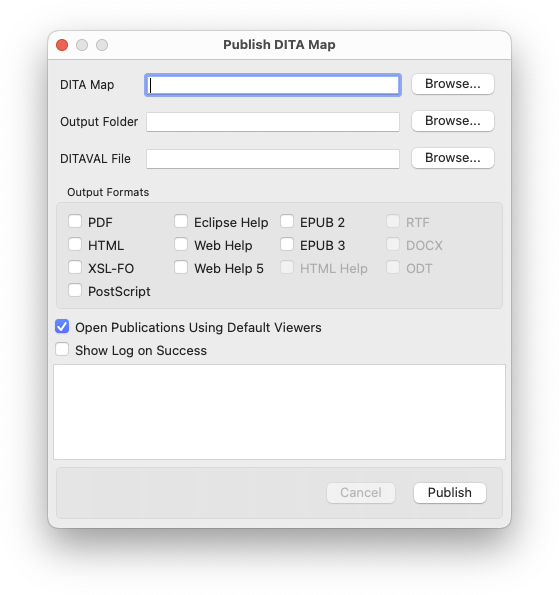 Publish DITA Map
DITA Map Browse...
Output Folder Browse...
DITAVAL File Browse...
Output Formats
PDF Eclipse Help EPUB 2 RTF
HTML Web Help EPUB 3 DOCX
XSL-FO Web Help 5 HTML Help ODT
PostScript
Open Publications Using Default Viewers
Show Log on Success
Cancel Publish